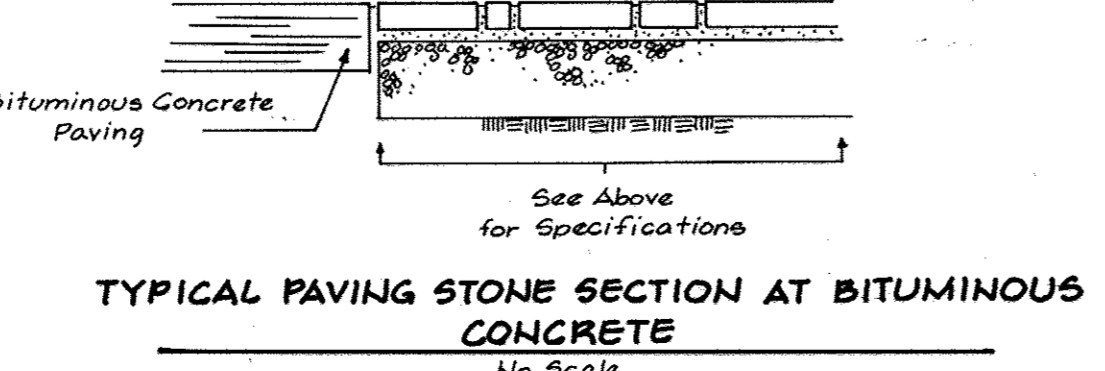 Bituminous Concrete
Paving
See Above
for Specifications
TYPICAL PAVING STONE SECTION AT BITUMINOUS
CONCRETE
No Scale